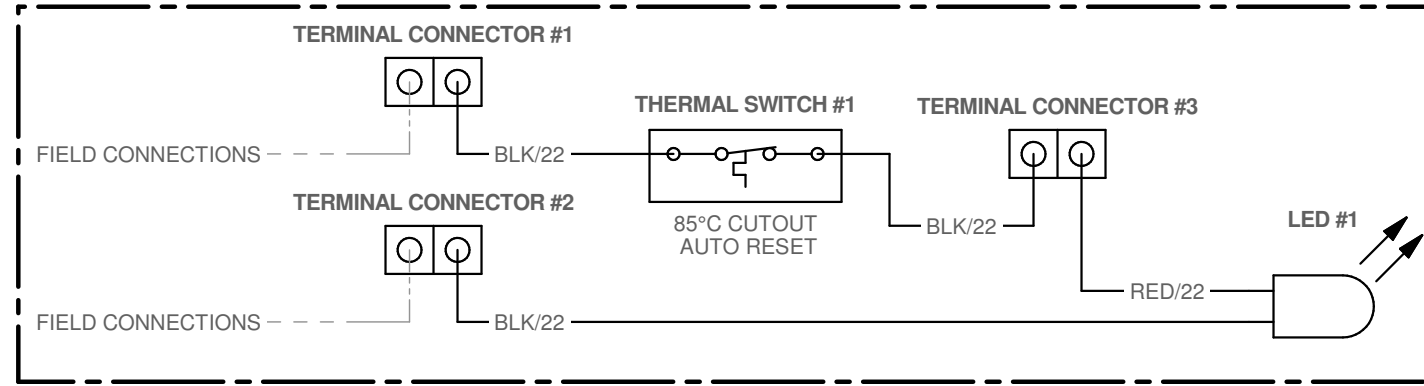 TERMINAL CONNECTOR #1
THERMAL SWITCH #1
TERMINAL CONNECTOR #3
FIELD CONNECTIONS
BLK/22
TERMINAL CONNECTOR #2
85°C CUTOUT
AUTO RESET
BLK/22
LED #1
RED/22
FIELD CONNECTIONS
BLK/22